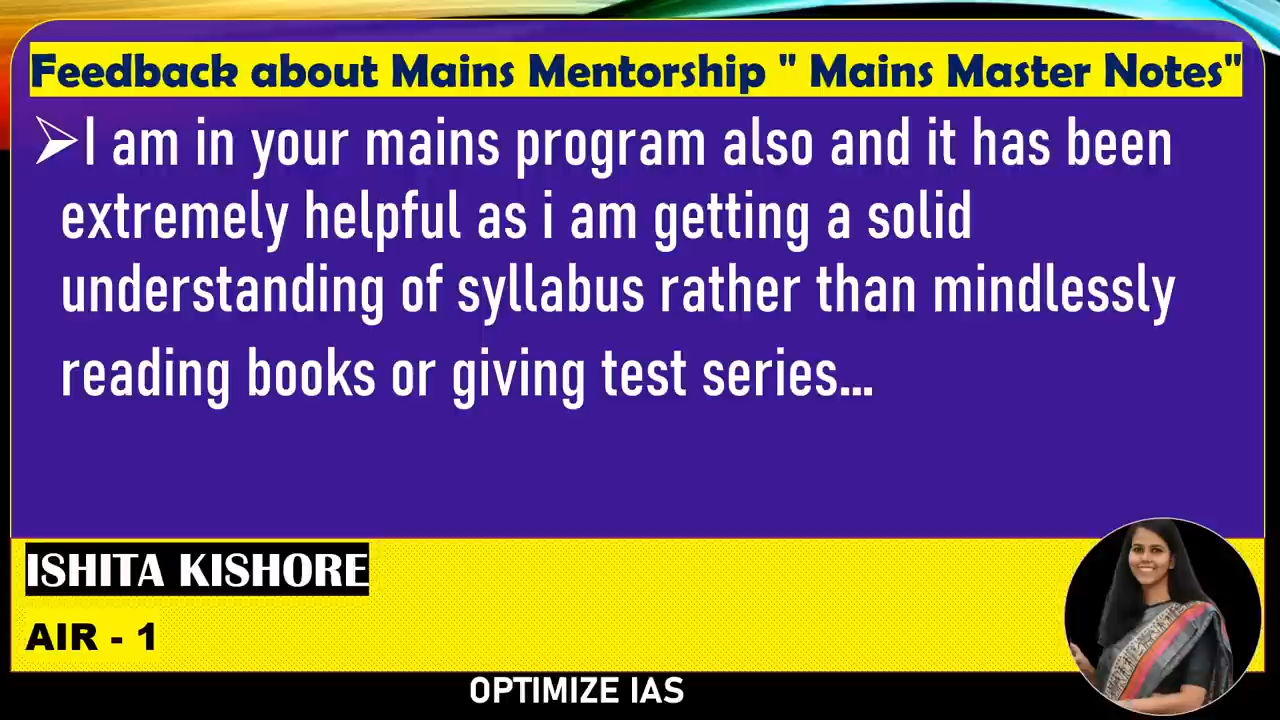 Feedback about Mains Mentorship " Mains Master Notes"
➢I am in your mains program also and it has been
extremely helpful as i am getting a solid
understanding of syllabus rather than mindlessly
reading books or giving test series...
ISHITA KISHORE
AIR - 1
OPTIMIZE IAS